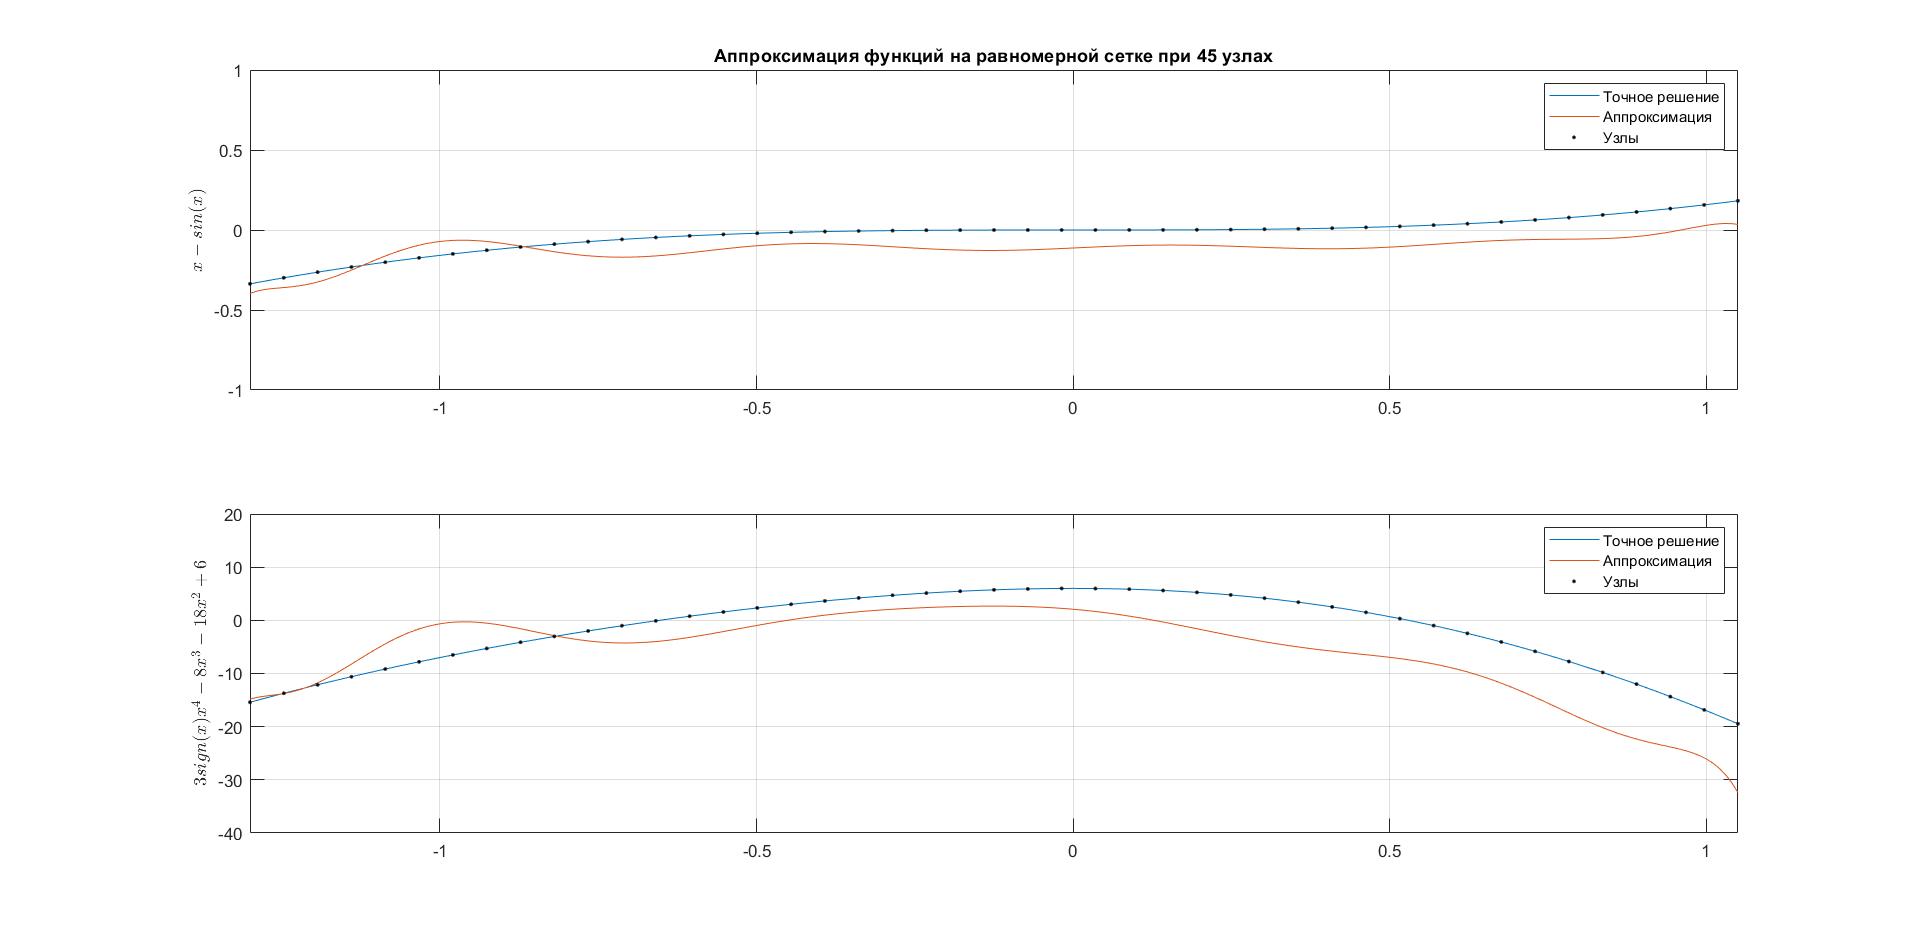 Аппроксимация функций на равномерной сетке при 45 узлах
1
0.5
0
-0.5
-1
x − sin(x)
Точное решение
Аппроксимация
Узлы
-1
-0.5
0
0.5
1
20
10
0
-10
-20
-30
-40
3sign(x)x⁴ − 8x³ − 18x² + 6
Точное решение
Аппроксимация
Узлы
-1
-0.5
0
0.5
1